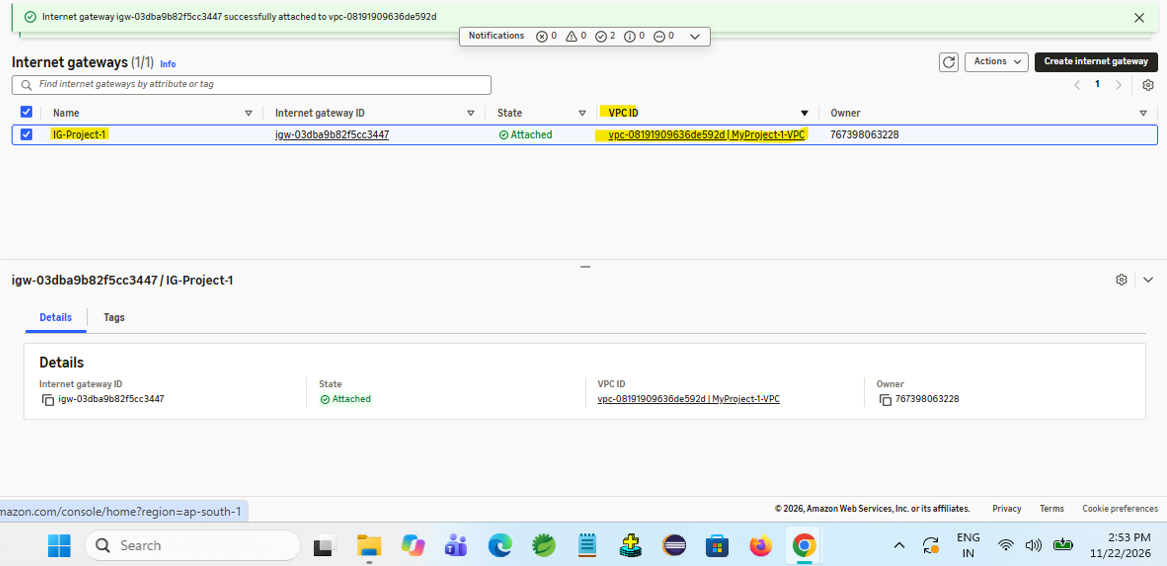 Internet gateway igw-03dba9b82f5cc3447 successfully attached to vpc-08191909636de592d
Notifications 0 0 2 0 0
Internet gateways (1/1) Info
Actions
Create internet gateway
Find internet gateways by attribute or tag
1
Name Internet gateway ID State VPC ID Owner
IG-Project-1 igw-03dba9b82f5cc3447 Attached vpc-08191909636de592d | MyProject-1-VPC 767398063228
igw-03dba9b82f5cc3447 / IG-Project-1
Details Tags
Details
Internet gateway ID State VPC ID Owner
igw-03dba9b82f5cc3447 Attached vpc-08191909636de592d | MyProject-1-VPC 767398063228
mazon.com/console/home?region=ap-south-1
© 2026, Amazon Web Services, Inc. or its affiliates. Privacy Terms Cookie preferences
Search
ENG
IN
2:53 PM
11/22/2026